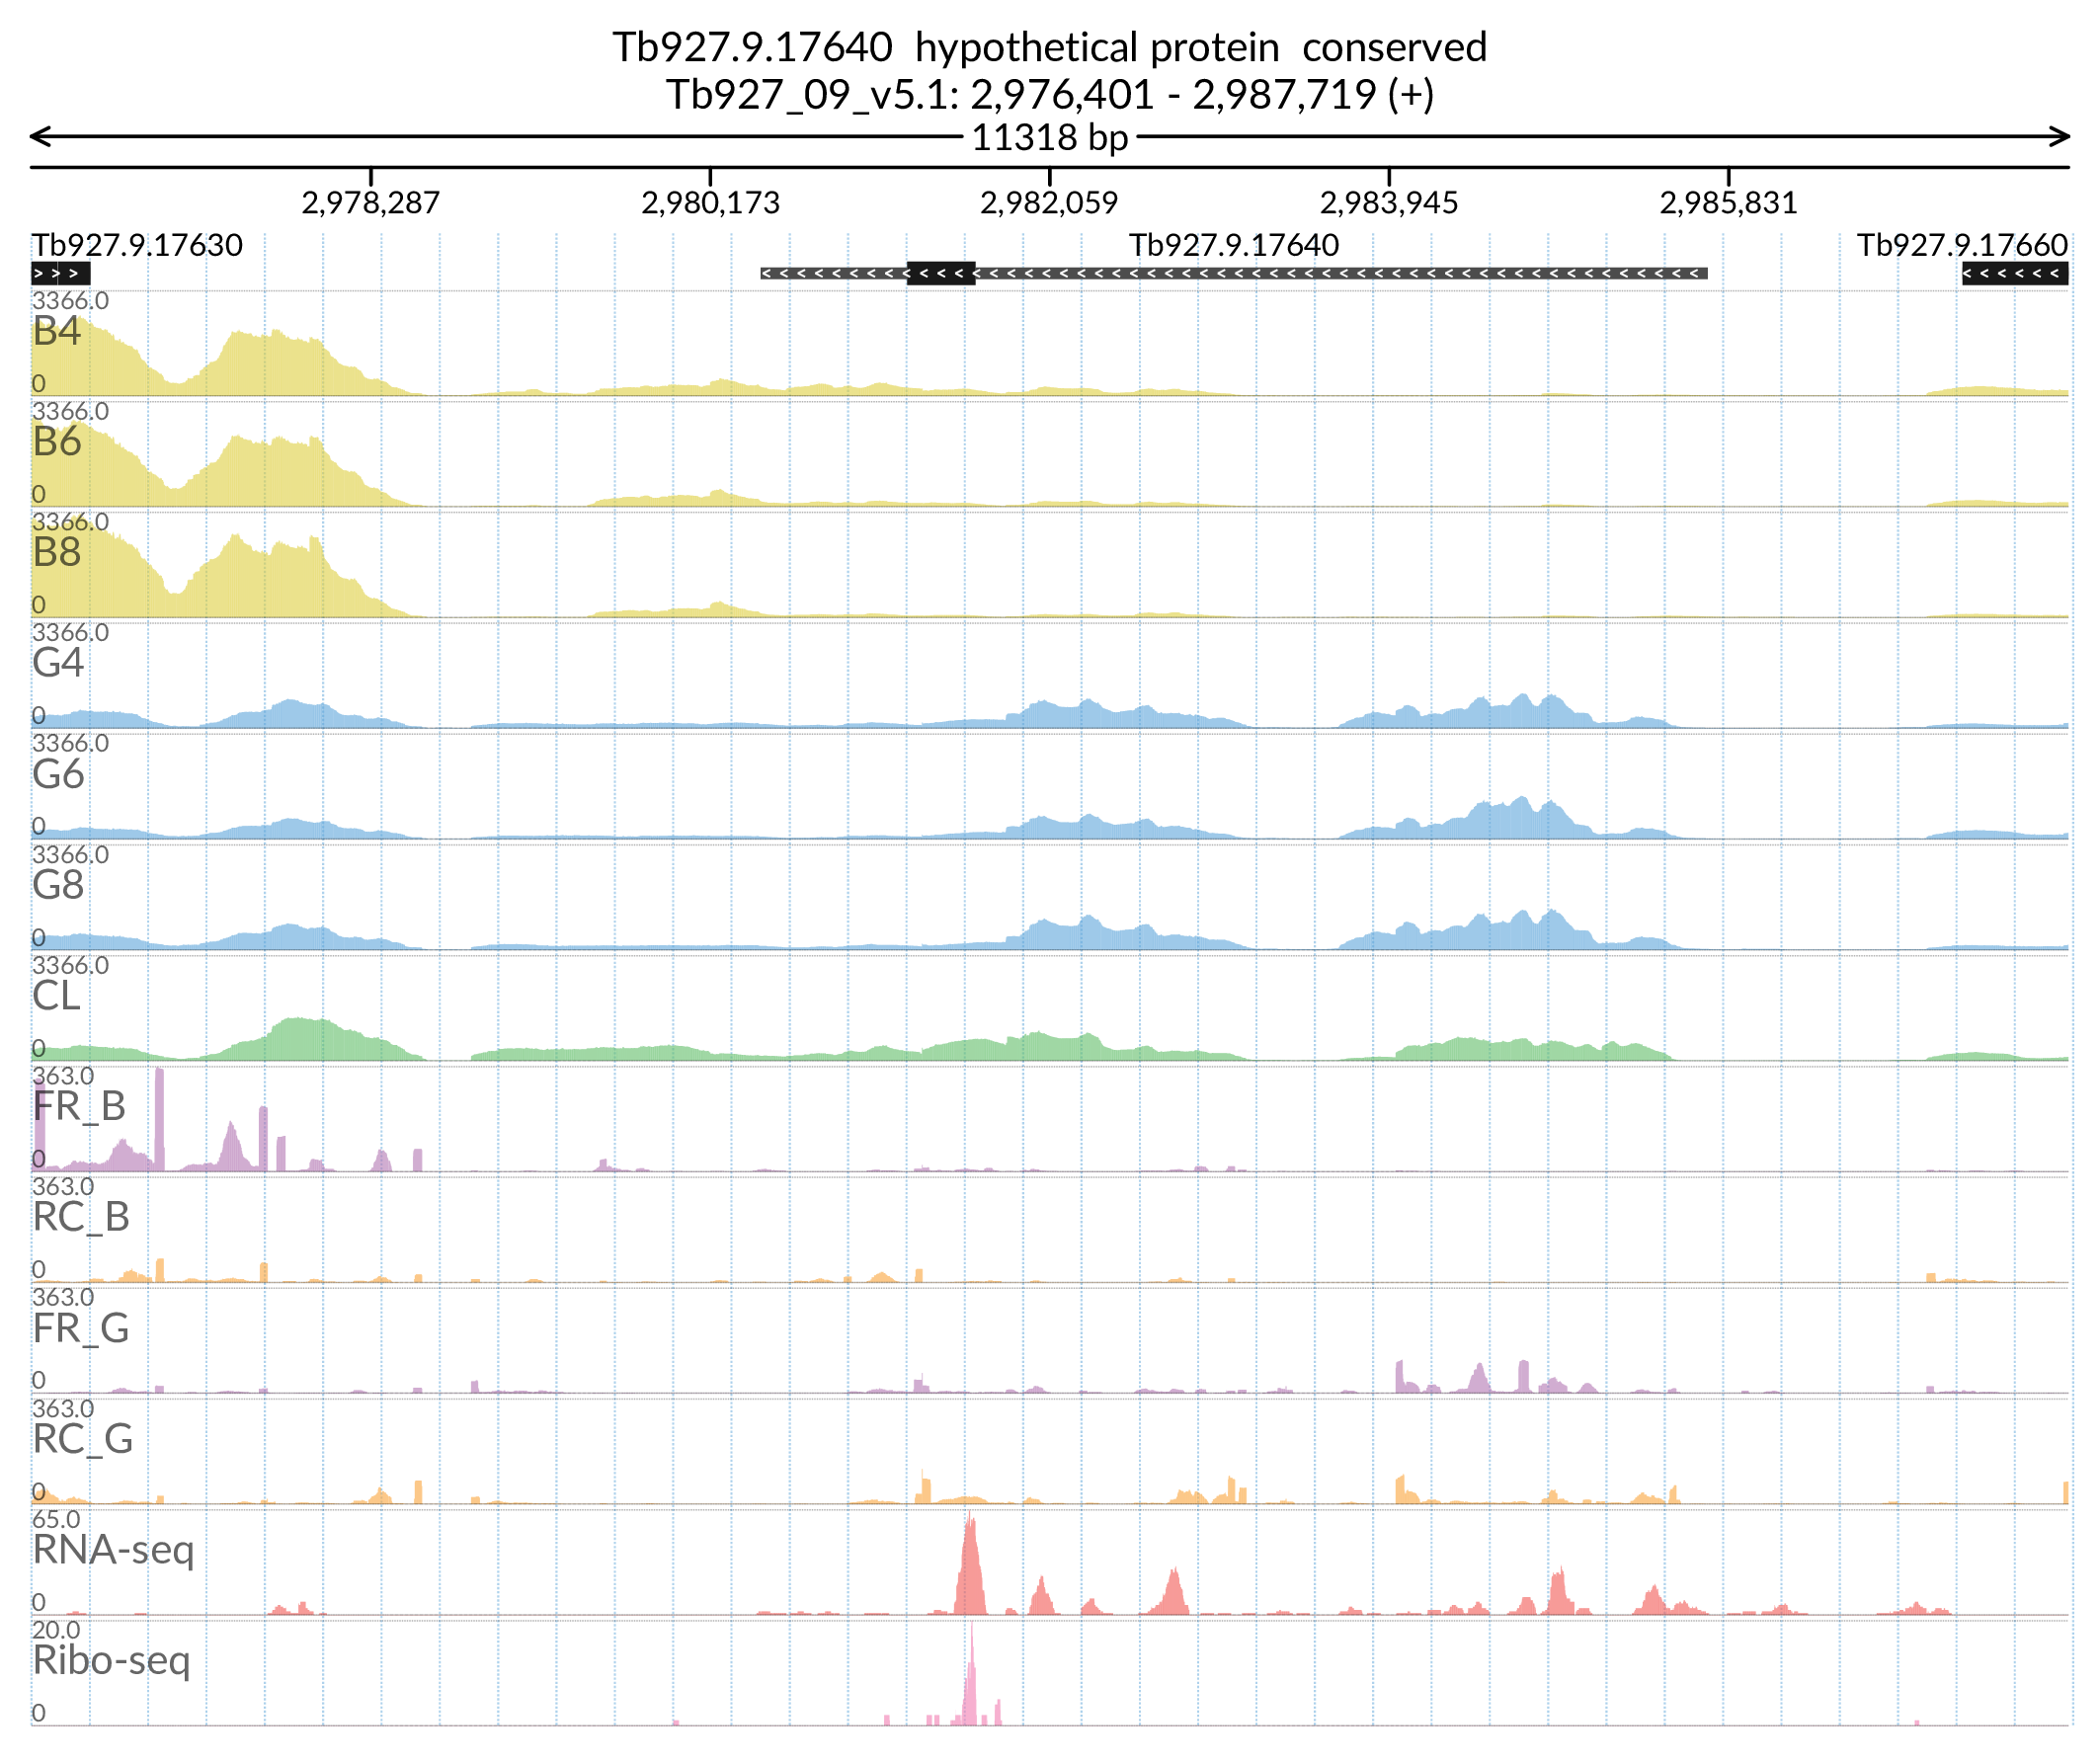 Tb927.9.17640 hypothetical protein conserved
Tb927_09_v5.1: 2,976,401 - 2,987,719 (+)
11318 bp
2,978,287 2,980,173 2,982,059 2,983,945 2,985,831
Tb927.9.17630 Tb927.9.17640 Tb927.9.17660
3366.0
B4
0
3366.0
B6
0
3366.0
B8
0
3366.0
G4
0
3366.0
G6
0
3366.0
G8
0
3366.0
CL
0
363.0
FR_B
0
363.0
RC_B
0
363.0
FR_G
0
363.0
RC_G
0
65.0
RNA-seq
0
20.0
Ribo-seq
0